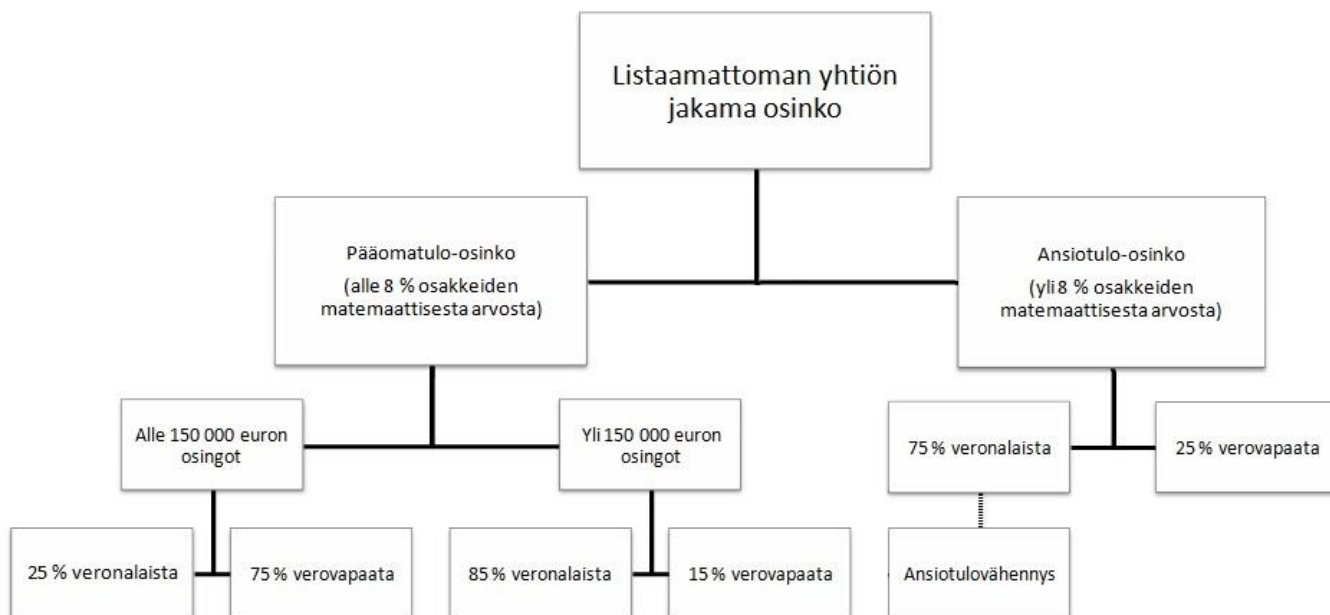 Listaamattoman yhtiön
jakama osinko
Pääomatulo-osinko
(alle 8 % osakkeiden
matemaattisesta arvosta)
Ansiotulo-osinko
(yli 8 % osakkeiden
matemaattisesta arvosta)
Alle 150 000 euron
osingot
Yli 150 000 euron
osingot
75 % veronalaista
25 % verovapaata
25 % veronalaista
75 % verovapaata
85 % veronalaista
15 % verovapaata
Ansiotulovähennys